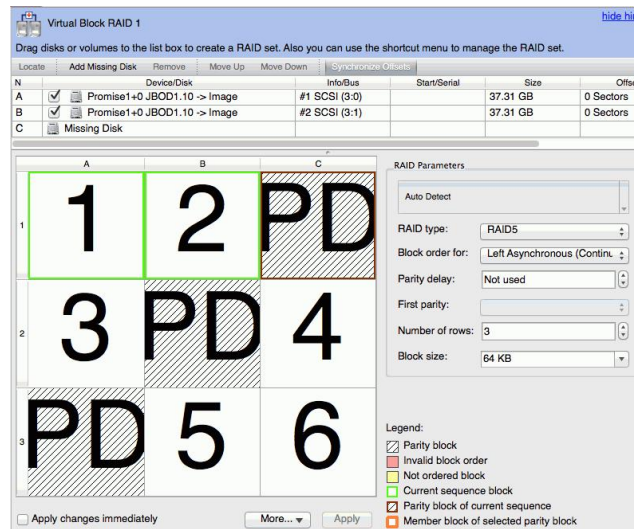 Virtual Block RAID 1
hide hi
Drag disks or volumes to the list box to create a RAID set. Also you can use the shortcut menu to manage the RAID set.
Locate Add Missing Disk Remove Move Up Move Down Synchronize Offsets
N Device/Disk Info/Bus Start/Serial Size Offse
A Promise1+0 JBOD1.10 -> Image #1 SCSI (3:0) 37.31 GB 0 Sectors
B Promise1+0 JBOD1.10 -> Image #2 SCSI (3:1) 37.31 GB 0 Sectors
C Missing Disk
A B C
1 1 2 PD
2 3 PD 4
3 PD 5 6
Apply changes immediately More... Apply
RAID Parameters
Auto Detect
RAID type: RAID5
Block order for: Left Asynchronous (Continu
Parity delay: Not used
First parity:
Number of rows: 3
Block size: 64 KB
Legend:
Parity block
Invalid block order
Not ordered block
Current sequence block
Parity block of current sequence
Member block of selected parity block